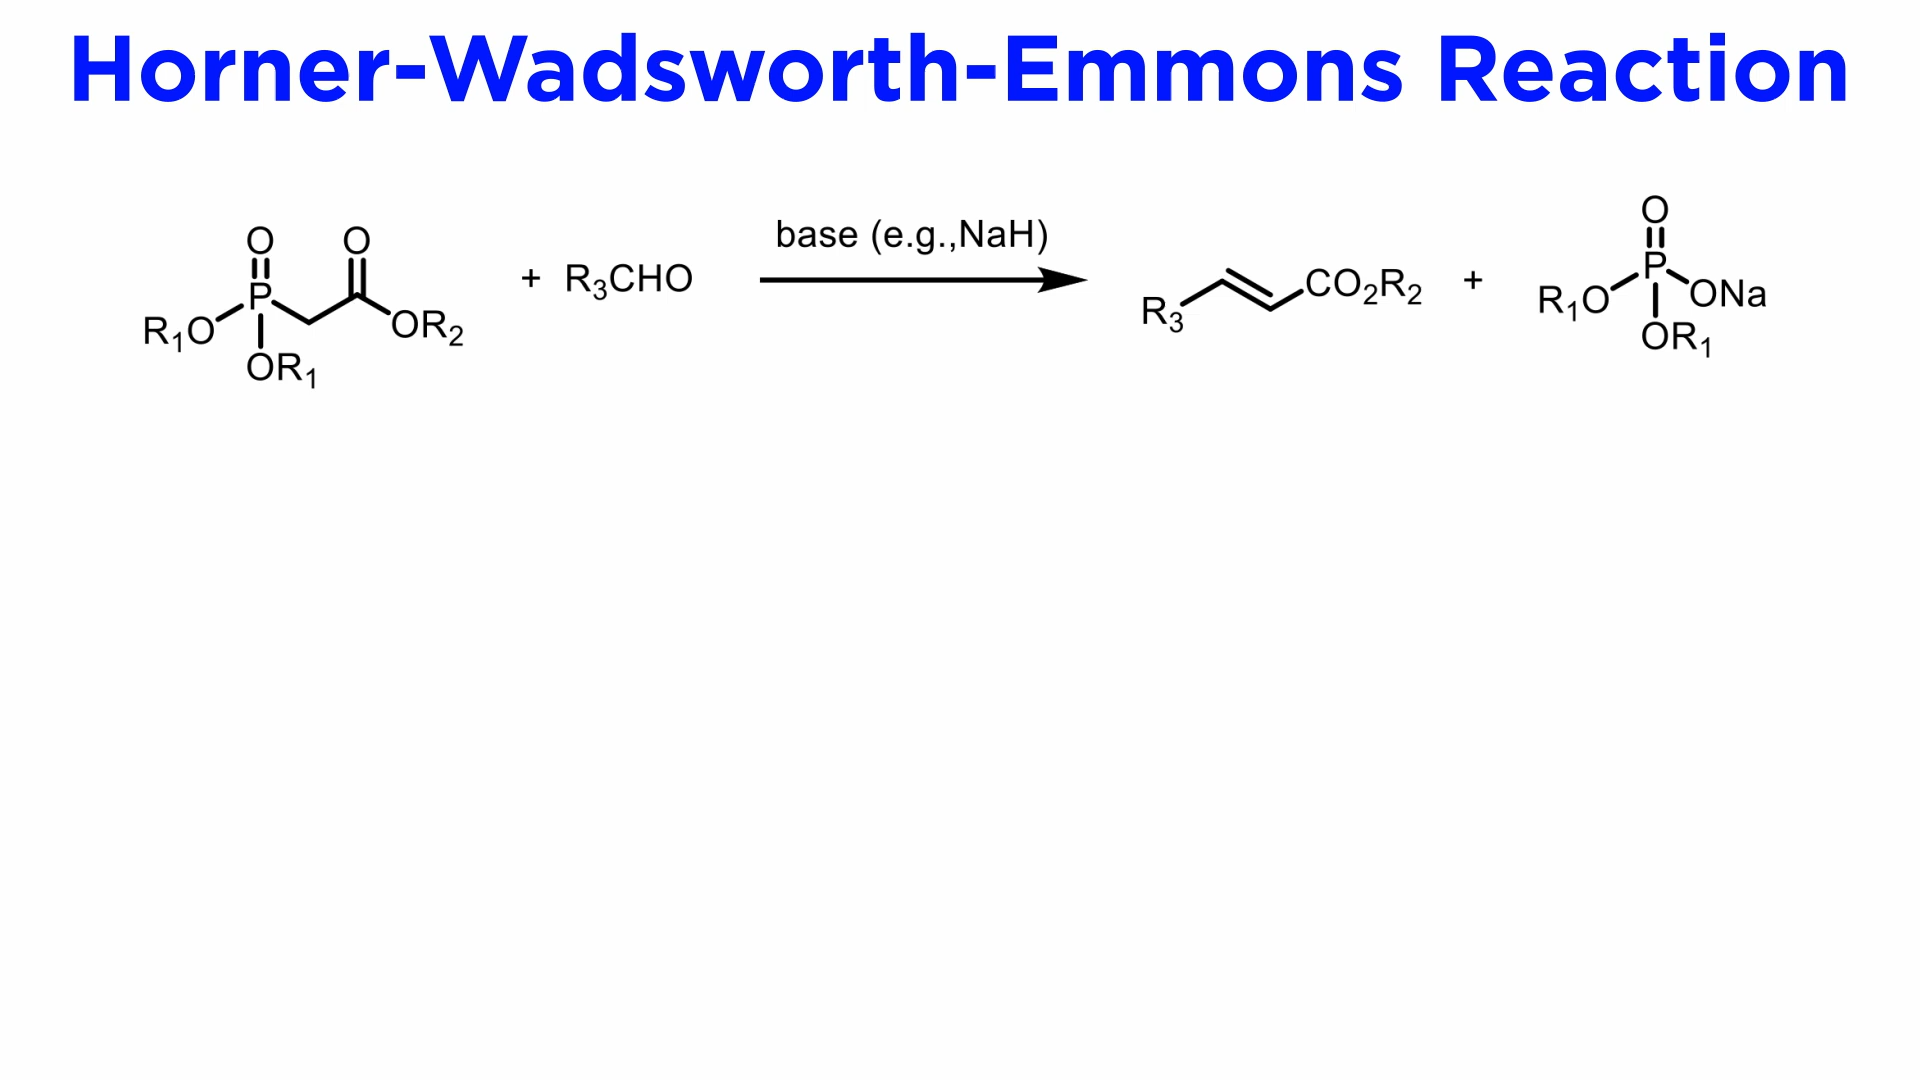 Horner-Wadsworth-Emmons Reaction
O
P
R₁O
OR₁
O
OR₂
+ R₃CHO
base (e.g.,NaH)
R₃
CO₂R₂
+
O
P
R₁O
ONa
OR₁